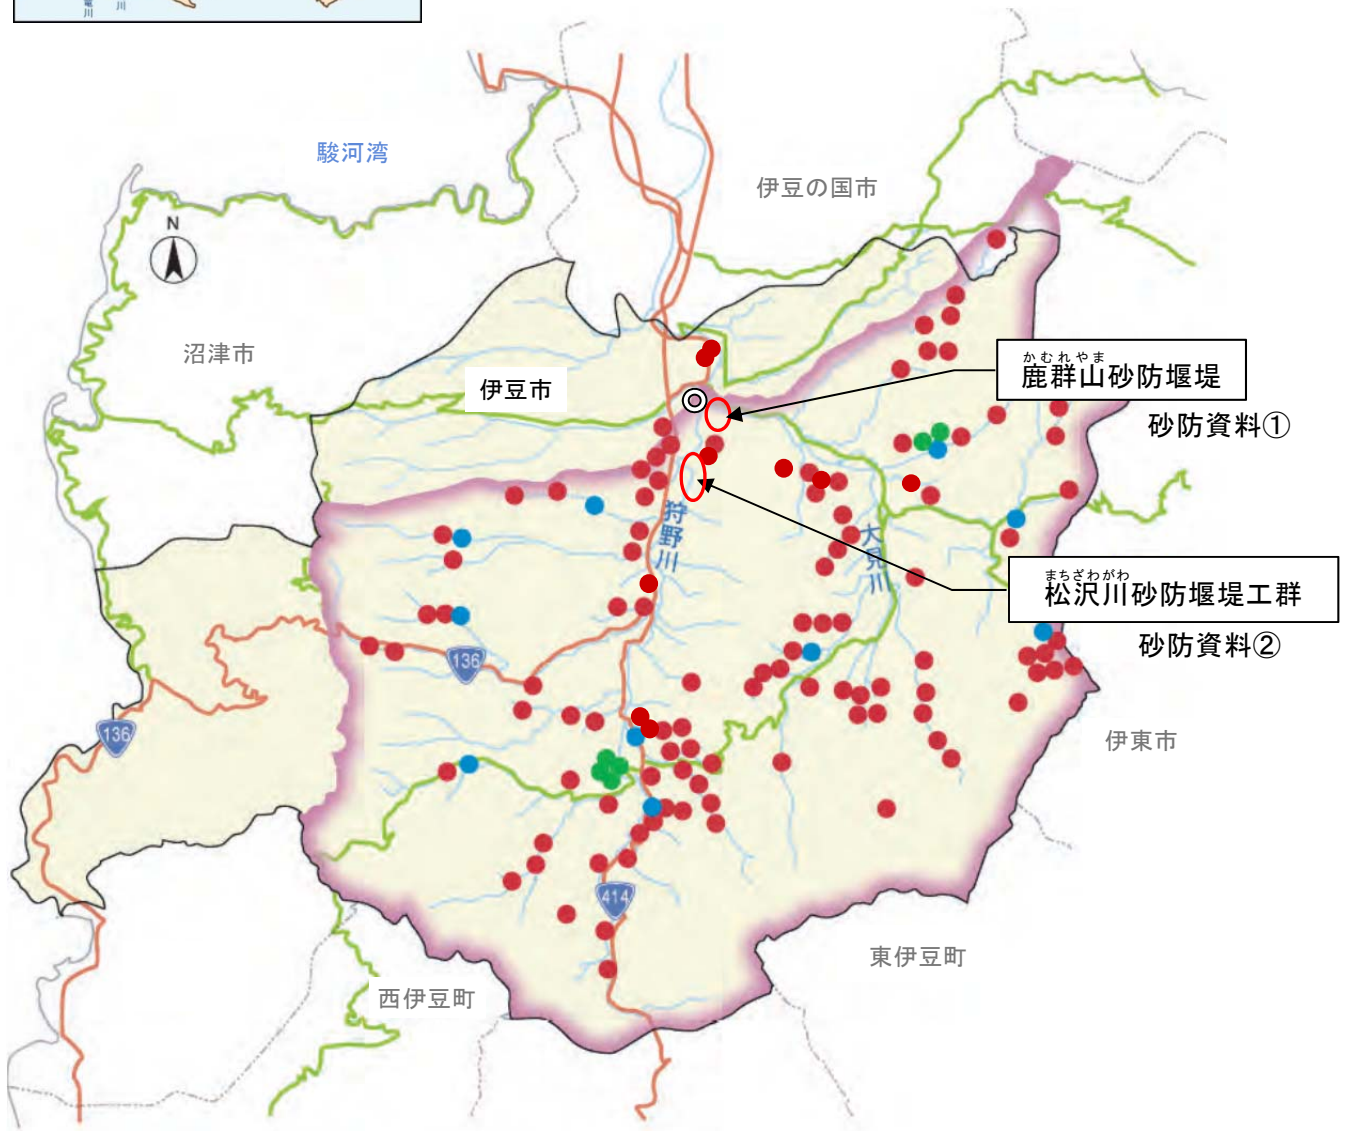 竜川
川
駿河湾
伊豆の国市
N
沼津市
伊豆市
かむれやま
鹿群山砂防堰堤
砂防資料①
狩野川
大見川
まちざわがわ
松沢川砂防堰堤工群
砂防資料②
136
136
伊東市
414
東伊豆町
西伊豆町